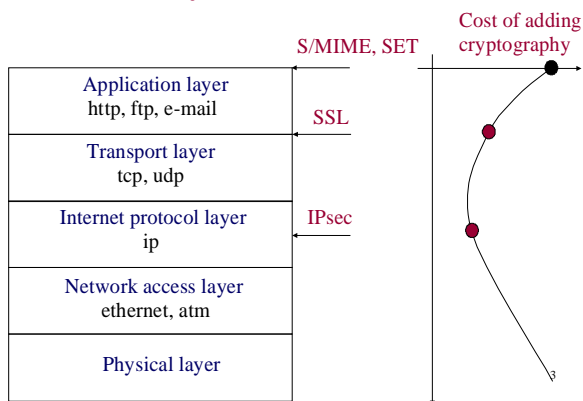 S/MIME, SET
Cost of adding
cryptography
Application layer
http, ftp, e-mail
SSL
Transport layer
tcp, udp
Internet protocol layer
ip
IPsec
Network access layer
ethernet, atm
Physical layer
3